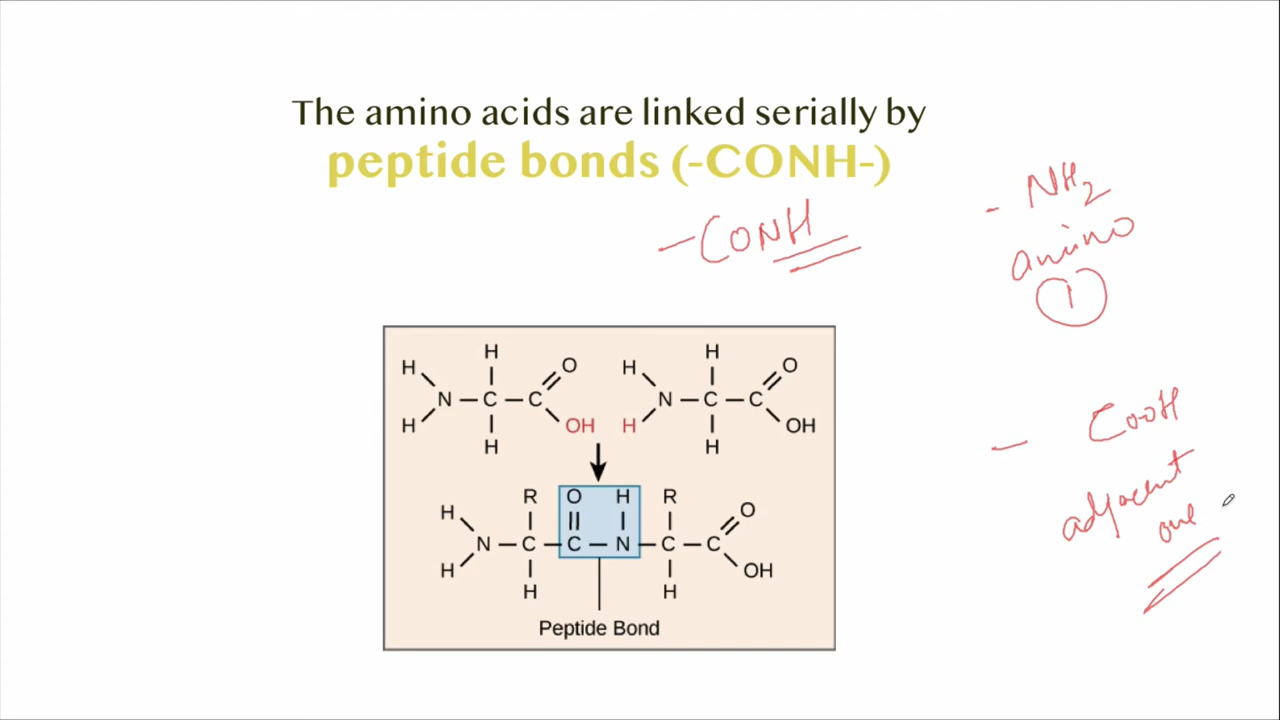 The amino acids are linked serially by
peptide bonds (-CONH-)
-CONH
- NH2
amino
1
H H O H H O
N — C — C N — C — C
H H OH H H OH
R O H R O
H
N — C — C — N — C — C
H H H OH
Peptide Bond
- COOH
adjacent
one